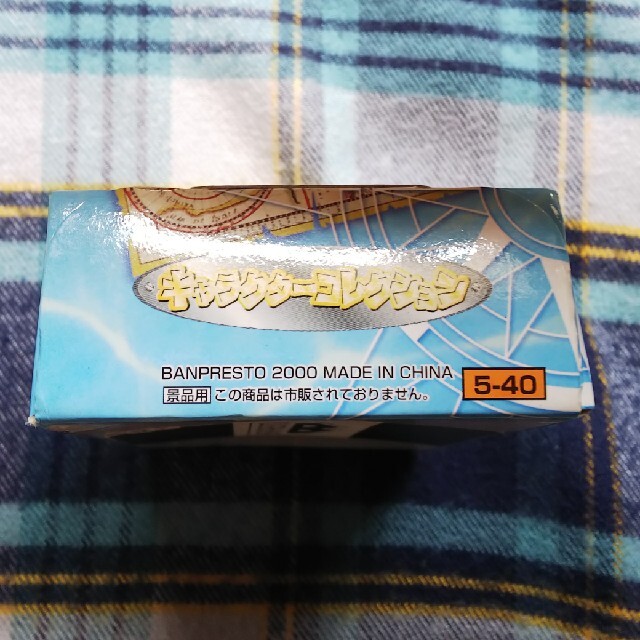 キャラクターコレクション
BANPRESTO 2000 MADE IN CHINA
5-40
景品用 この商品は市販されておりません。